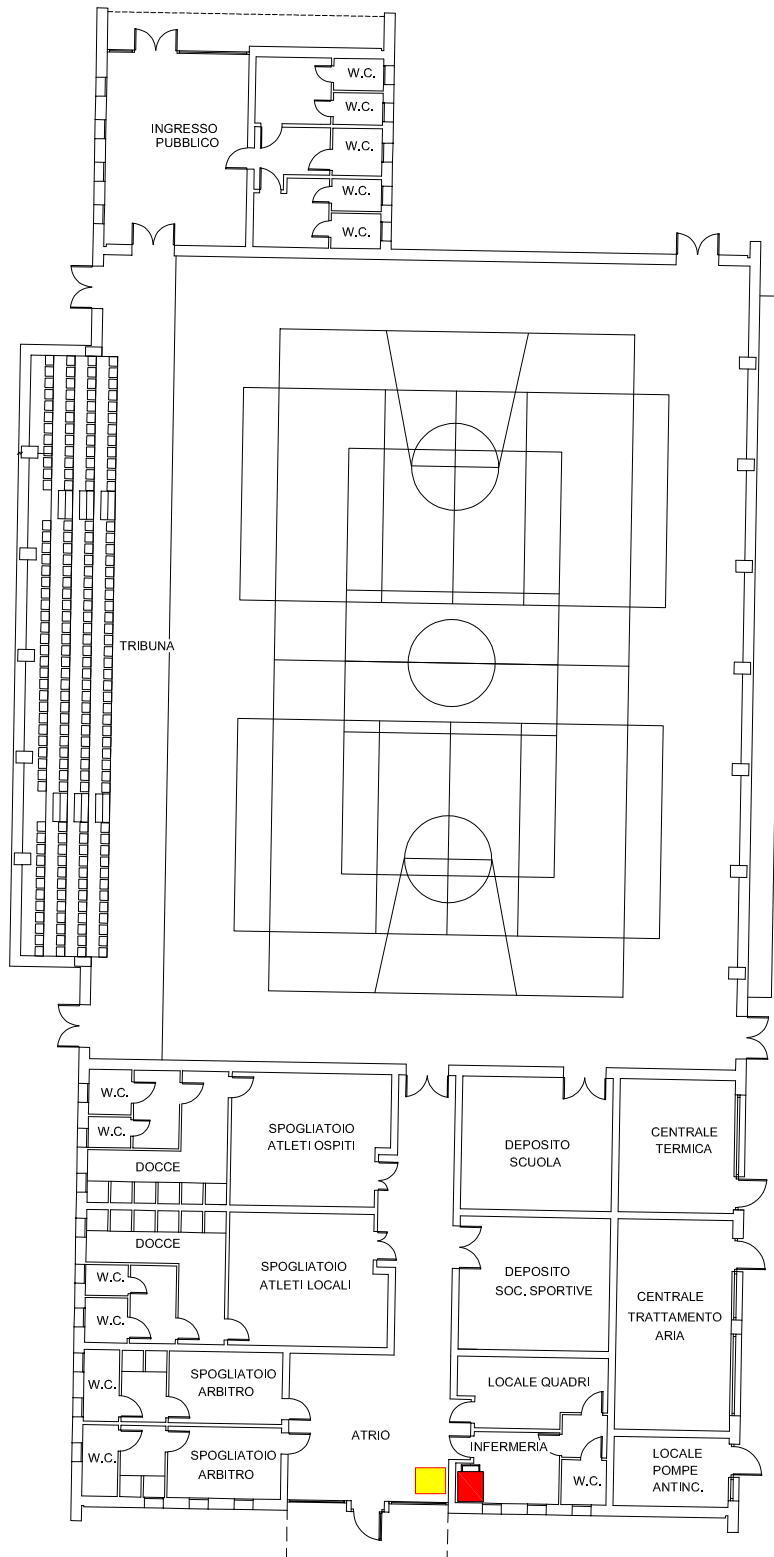 W.C.
W.C.
INGRESSO
PUBBLICO
W.C.
W.C.
W.C.
TRIBUNA
W.C.
W.C.
SPOGLIATOIO
ATLETI OSPITI
DOCCE
DEPOSITO
SCUOLA
CENTRALE
TERMICA
DOCCE
W.C.
W.C.
SPOGLIATOIO
ATLETI LOCALI
DEPOSITO
SOC. SPORTIVE
CENTRALE
TRATTAMENTO
ARIA
W.C.
SPOGLIATOIO
ARBITRO
LOCALE QUADRI
W.C.
SPOGLIATOIO
ARBITRO
ATRIO
INFERMERIA
W.C.
LOCALE
POMPE
ANTINC.